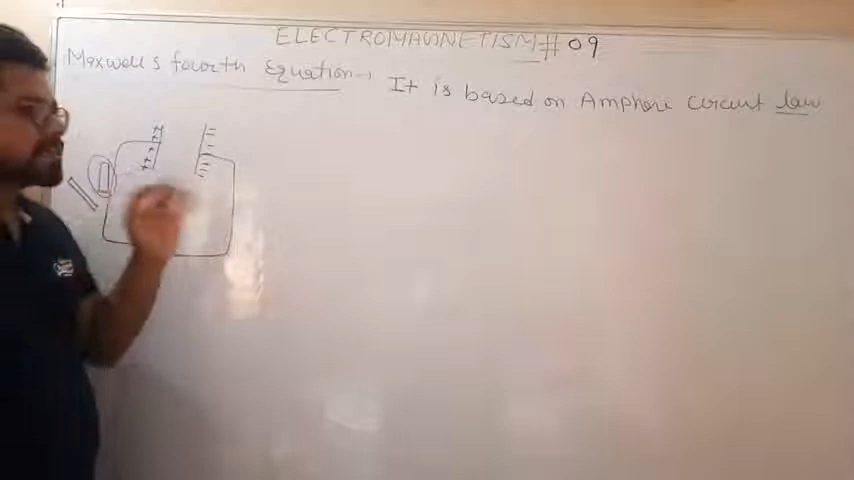 ELECTROMAGNETISM # 09
Maxwell's fourth Equation → It is based on Amphere circuit law